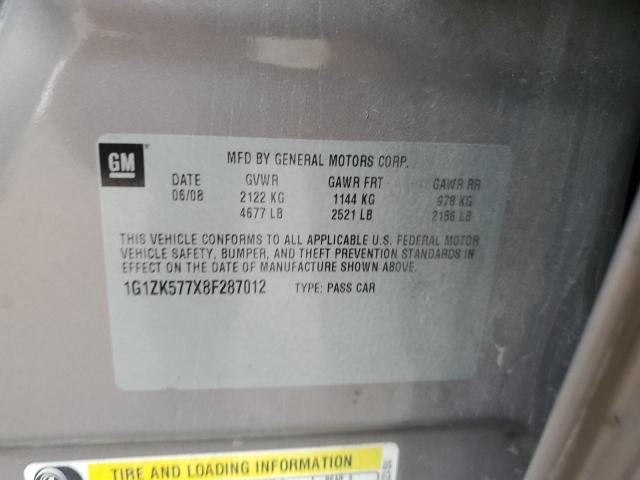 GM
MFD BY GENERAL MOTORS CORP.
DATE GVWR GAWR FRT GAWR RR
06/08 2122 KG 1144 KG 978 KG
4677 LB 2521 LB 2156 LB
THIS VEHICLE CONFORMS TO ALL APPLICABLE U.S. FEDERAL MOTOR
VEHICLE SAFETY, BUMPER, AND THEFT PREVENTION STANDARDS IN
EFFECT ON THE DATE OF MANUFACTURE SHOWN ABOVE.
1G1ZK577X8F287012 TYPE: PASS CAR
TIRE AND LOADING INFORMATION